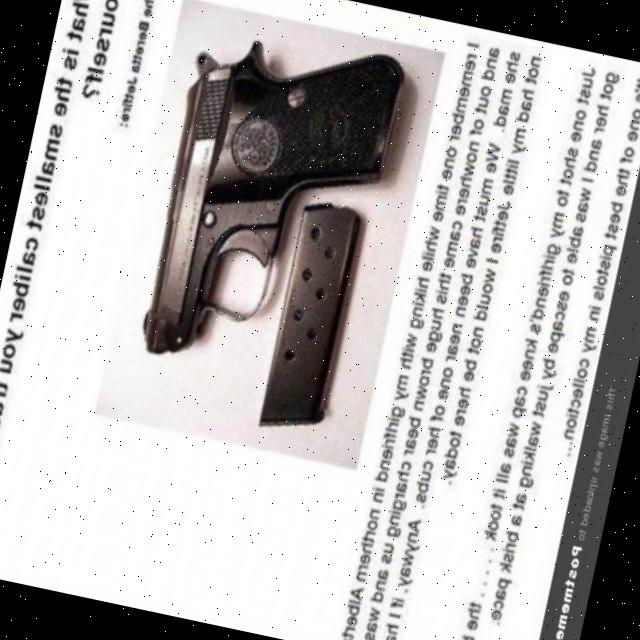 hat is the smallest caliber you
ourself?
Beretta Jetfire:
I remember one time while hiking with my girlfriend in northern
and out of nowhere came this huge brown bear charging us and was
she mad. We must have been near one of her cubs. Anyway, if I
not had my little Jetfire I would not be here today.
Just one shot to my girlfriend's knee cap was all it took . . . . . . the
got her and I was able to escape by just walking at a brisk pace.
one of the best pistols in my collection...
This image was uploaded to